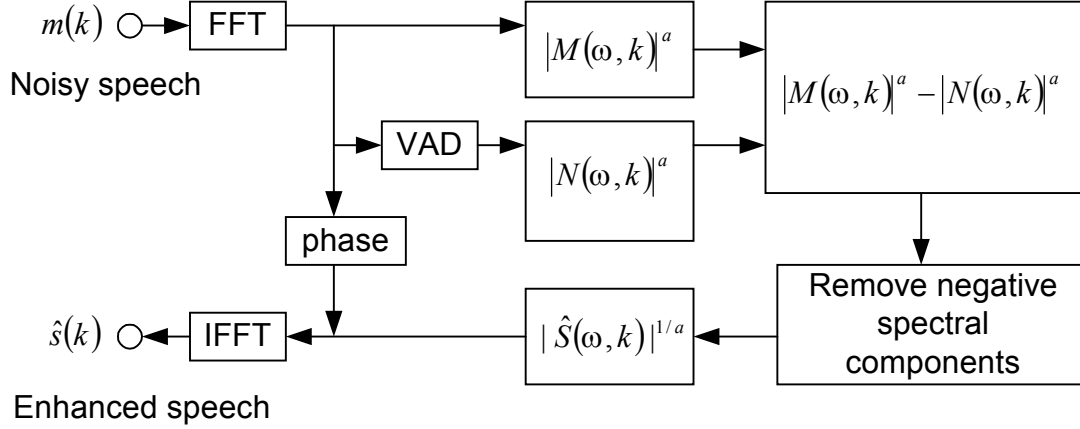 m(k)
FFT
|M(ω, k)|^a
|M(ω, k)|^a − |N(ω, k)|^a
Noisy speech
VAD
|N(ω, k)|^a
phase
Remove negative
spectral
components
ŝ(k)
IFFT
| Ŝ(ω, k) |^{1/a}
Enhanced speech